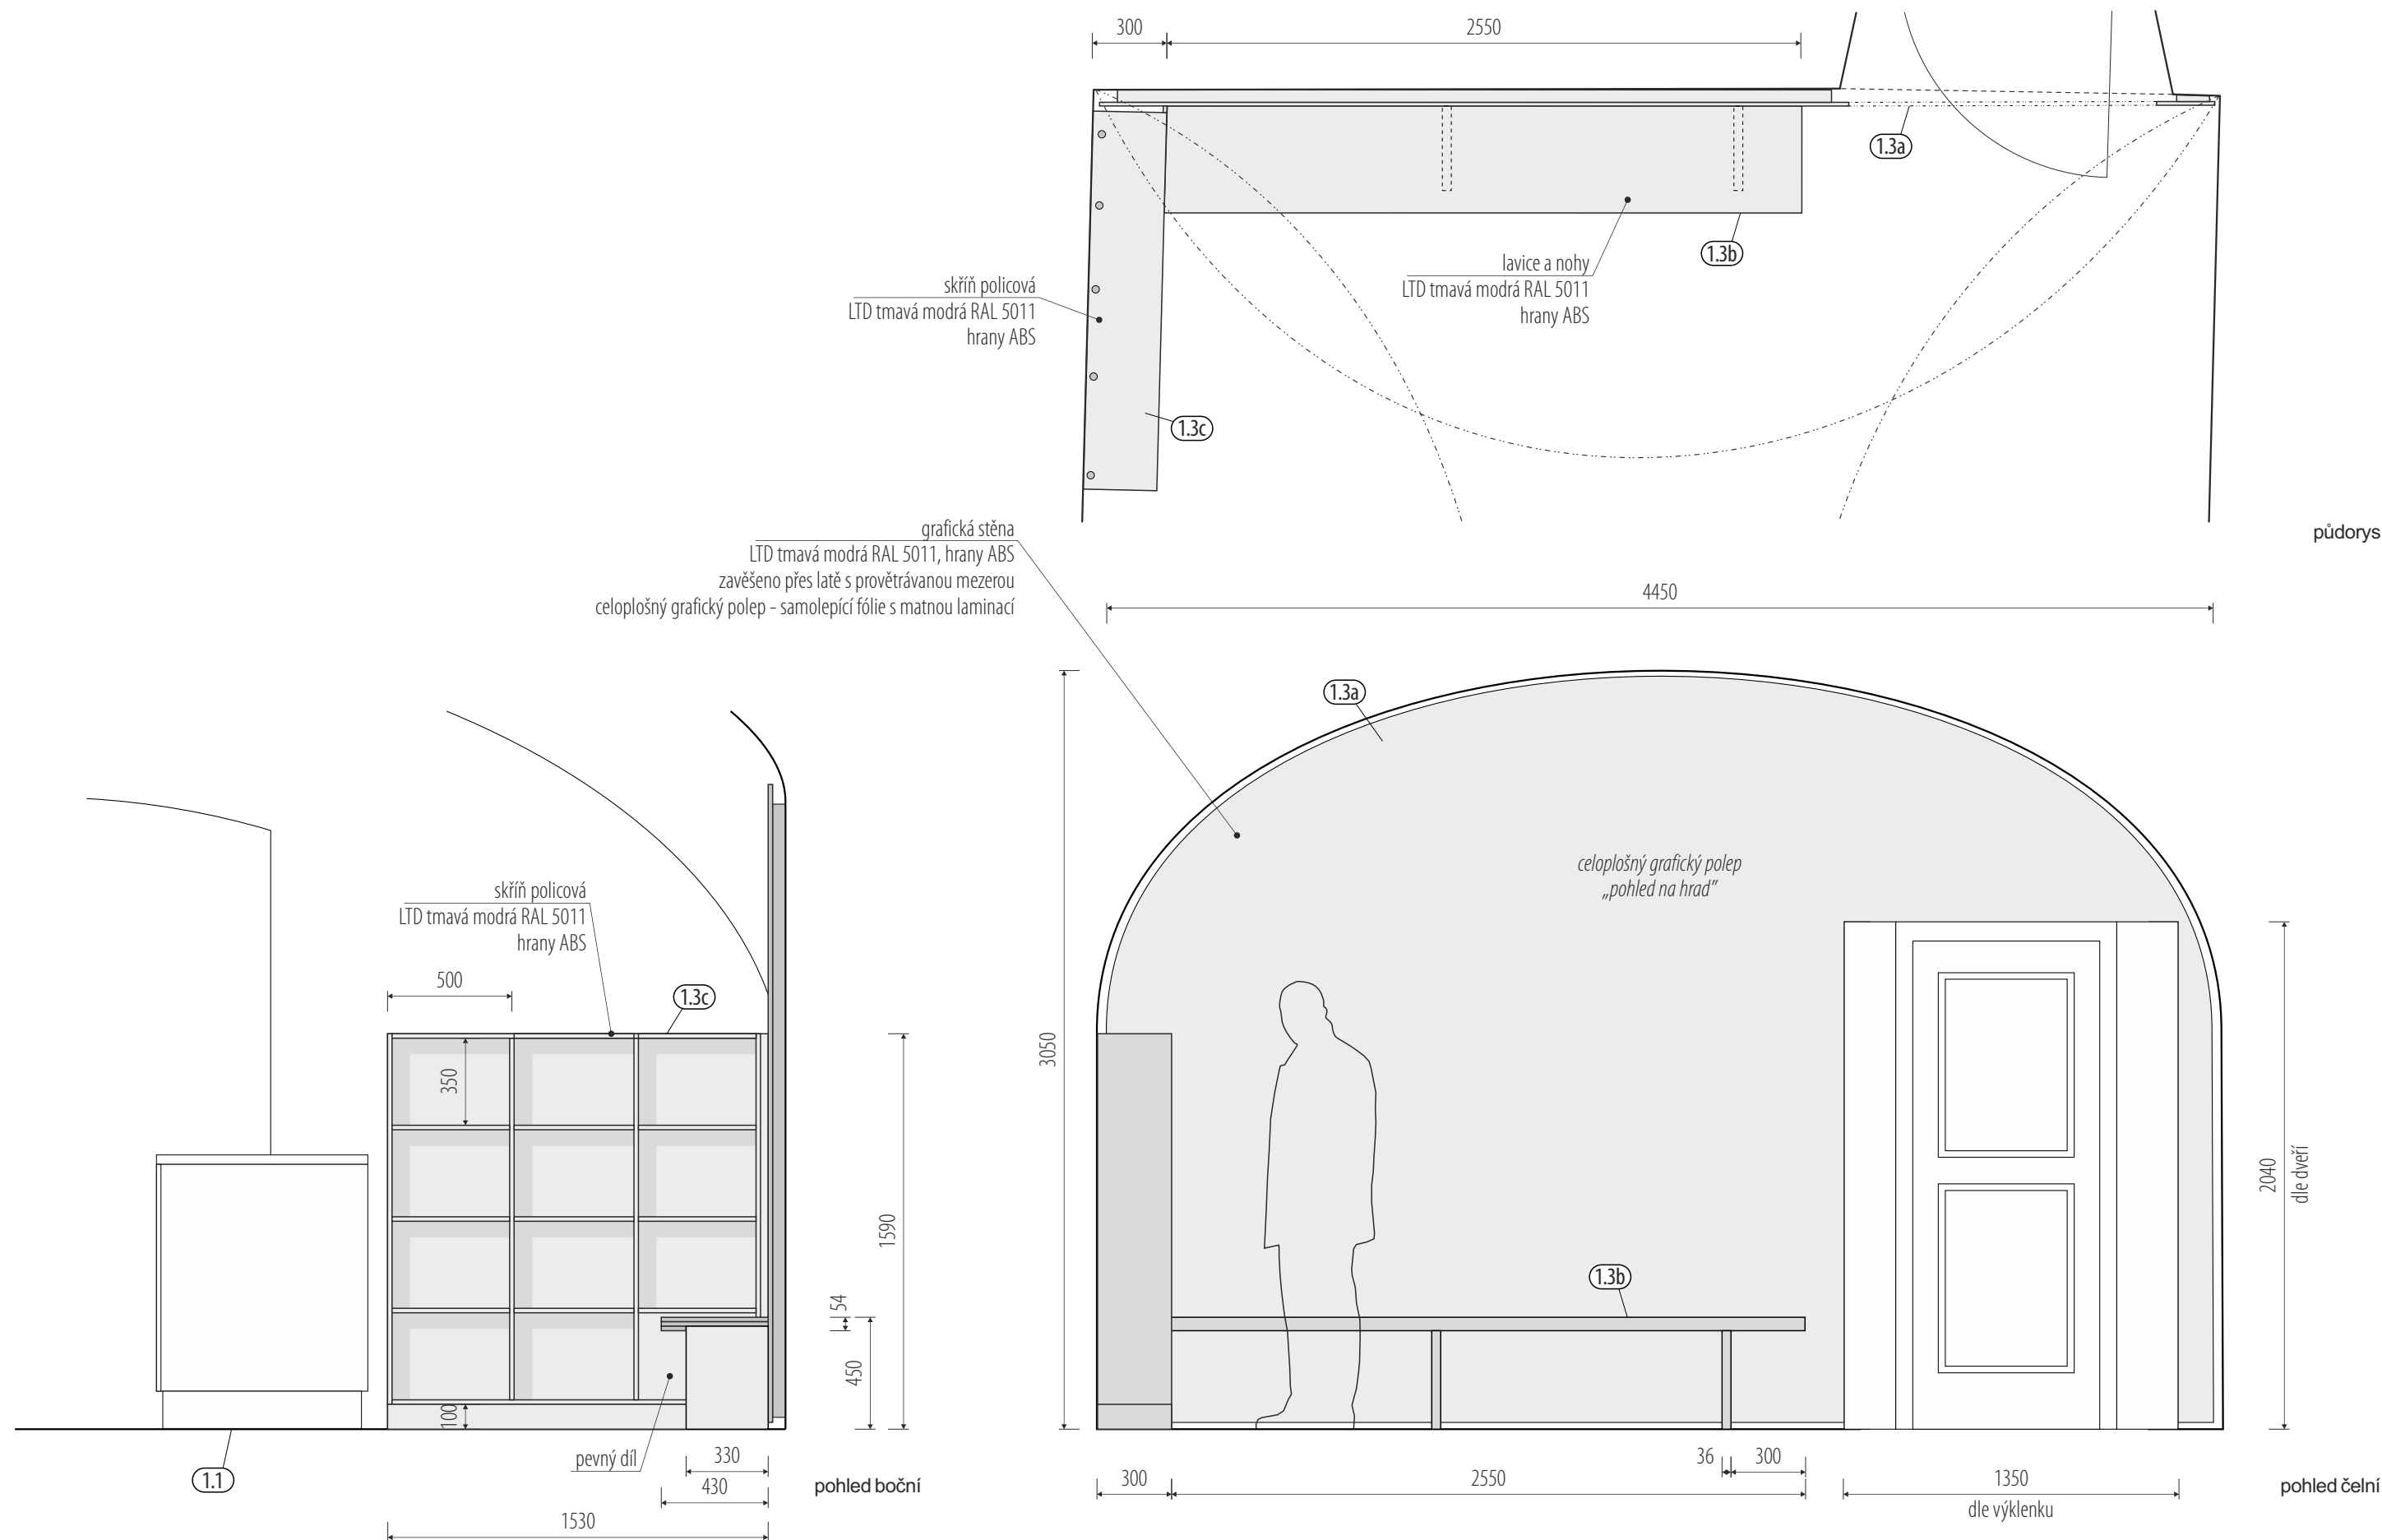 300
2550
1.3a
1.3b
lavice a nohy
LTD tmavá modrá RAL 5011
hrany ABS
skříň policová
LTD tmavá modrá RAL 5011
hrany ABS
1.3c
půdorys
grafická stěna
LTD tmavá modrá RAL 5011, hrany ABS
zavěšeno přes latě s provětrávanou mezerou
celoplošný grafický polep - samolepící fólie s matnou laminací
4450
1.3a
3050
celoplošný grafický polep
„pohled na hrad”
skříň policová
LTD tmavá modrá RAL 5011
hrany ABS
500
1.3c
350
1590
54
450
100
pevný díl
330
430
1530
1.1
pohled boční
1.3b
2040
dle dveří
36
300
300
2550
1350
dle výklenku
pohled čelní